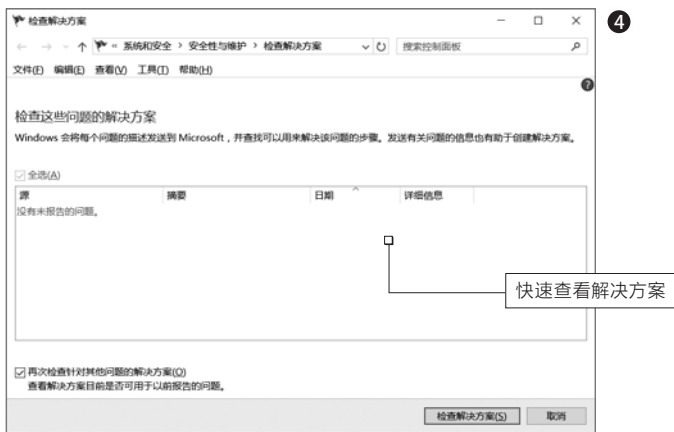 检查解决方案
❹
« 系统和安全 > 安全性与维护 > 检查解决方案
搜索控制面板
文件(F) 编辑(E) 查看(V) 工具(T) 帮助(H)
检查这些问题的解决方案
Windows 会将每个问题的描述发送到 Microsoft，并查找可以用来解决该问题的步骤。发送有关问题的信息也有助于创建解决方案。
全选(A)
源 摘要 日期 详细信息
没有未报告的问题。
快速查看解决方案
再次检查针对其他问题的解决方案(O)
查看解决方案目前是否可用于以前报告的问题。
检查解决方案(S) 取消